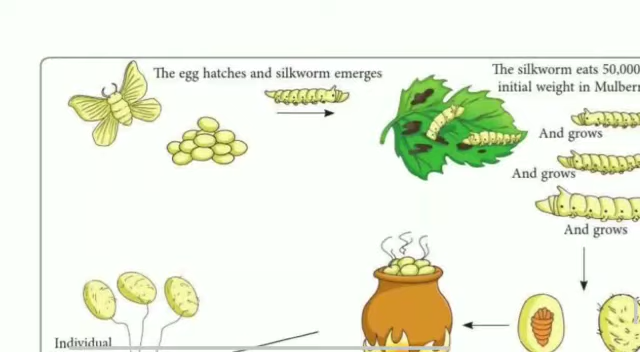 The egg hatches and silkworm emerges
The silkworm eats 50,000
initial weight in
And grows
And grows
And grows
Individual